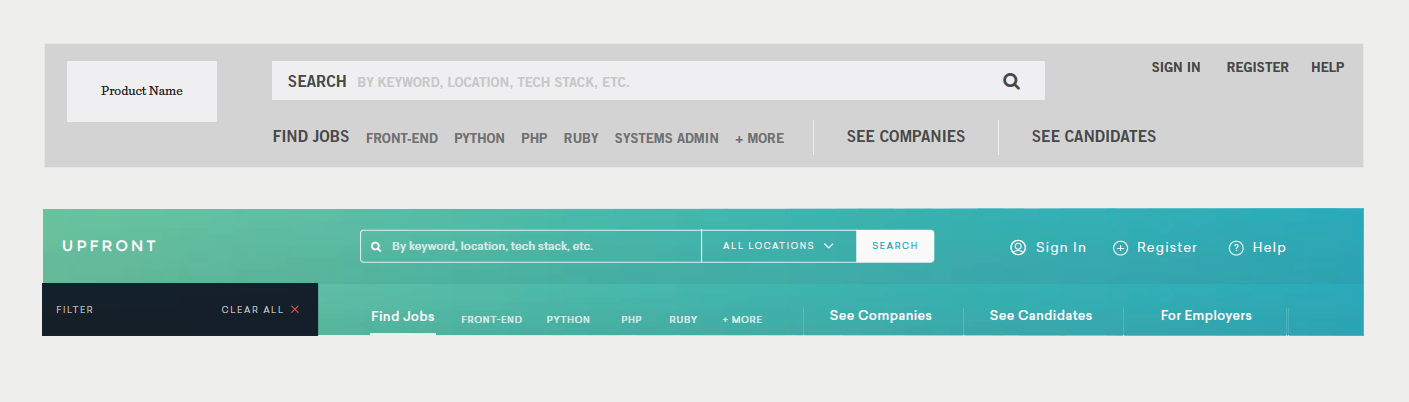 SIGN IN REGISTER HELP
Product Name SEARCH BY KEYWORD, LOCATION, TECH STACK, ETC.
FIND JOBS FRONT-END PYTHON PHP RUBY SYSTEMS ADMIN + MORE SEE COMPANIES SEE CANDIDATES
UPFRONT By keyword, location, tech stack, etc. ALL LOCATIONS SEARCH Sign In Register Help
FILTER CLEAR ALL Find Jobs FRONT-END PYTHON PHP RUBY + MORE See Companies See Candidates For Employers